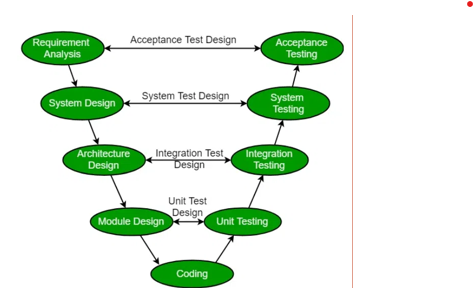 Requirement
Analysis
Acceptance Test Design
Acceptance
Testing
System Design
System Test Design
System
Testing
Architecture
Design
Integration Test
Design
Integration
Testing
Module Design
Unit Test
Design
Unit Testing
Coding